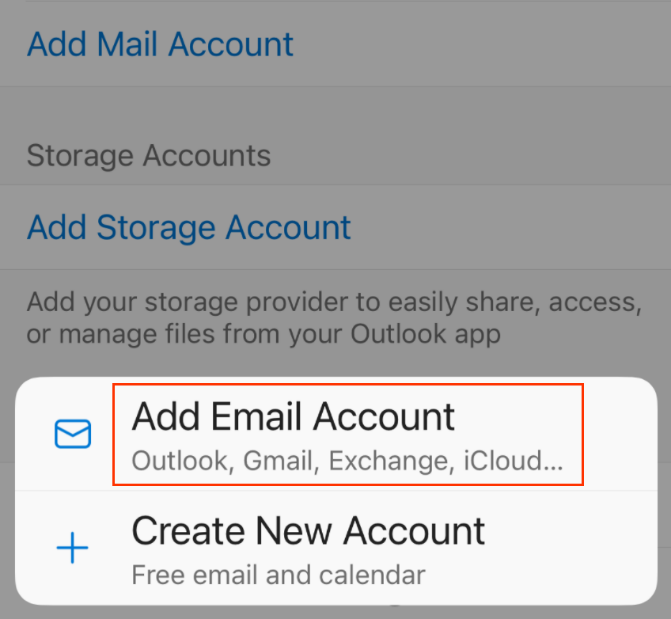 Add Mail Account
Storage Accounts
Add Storage Account
Add your storage provider to easily share, access,
or manage files from your Outlook app
Add Email Account
Outlook, Gmail, Exchange, iCloud...
Create New Account
Free email and calendar